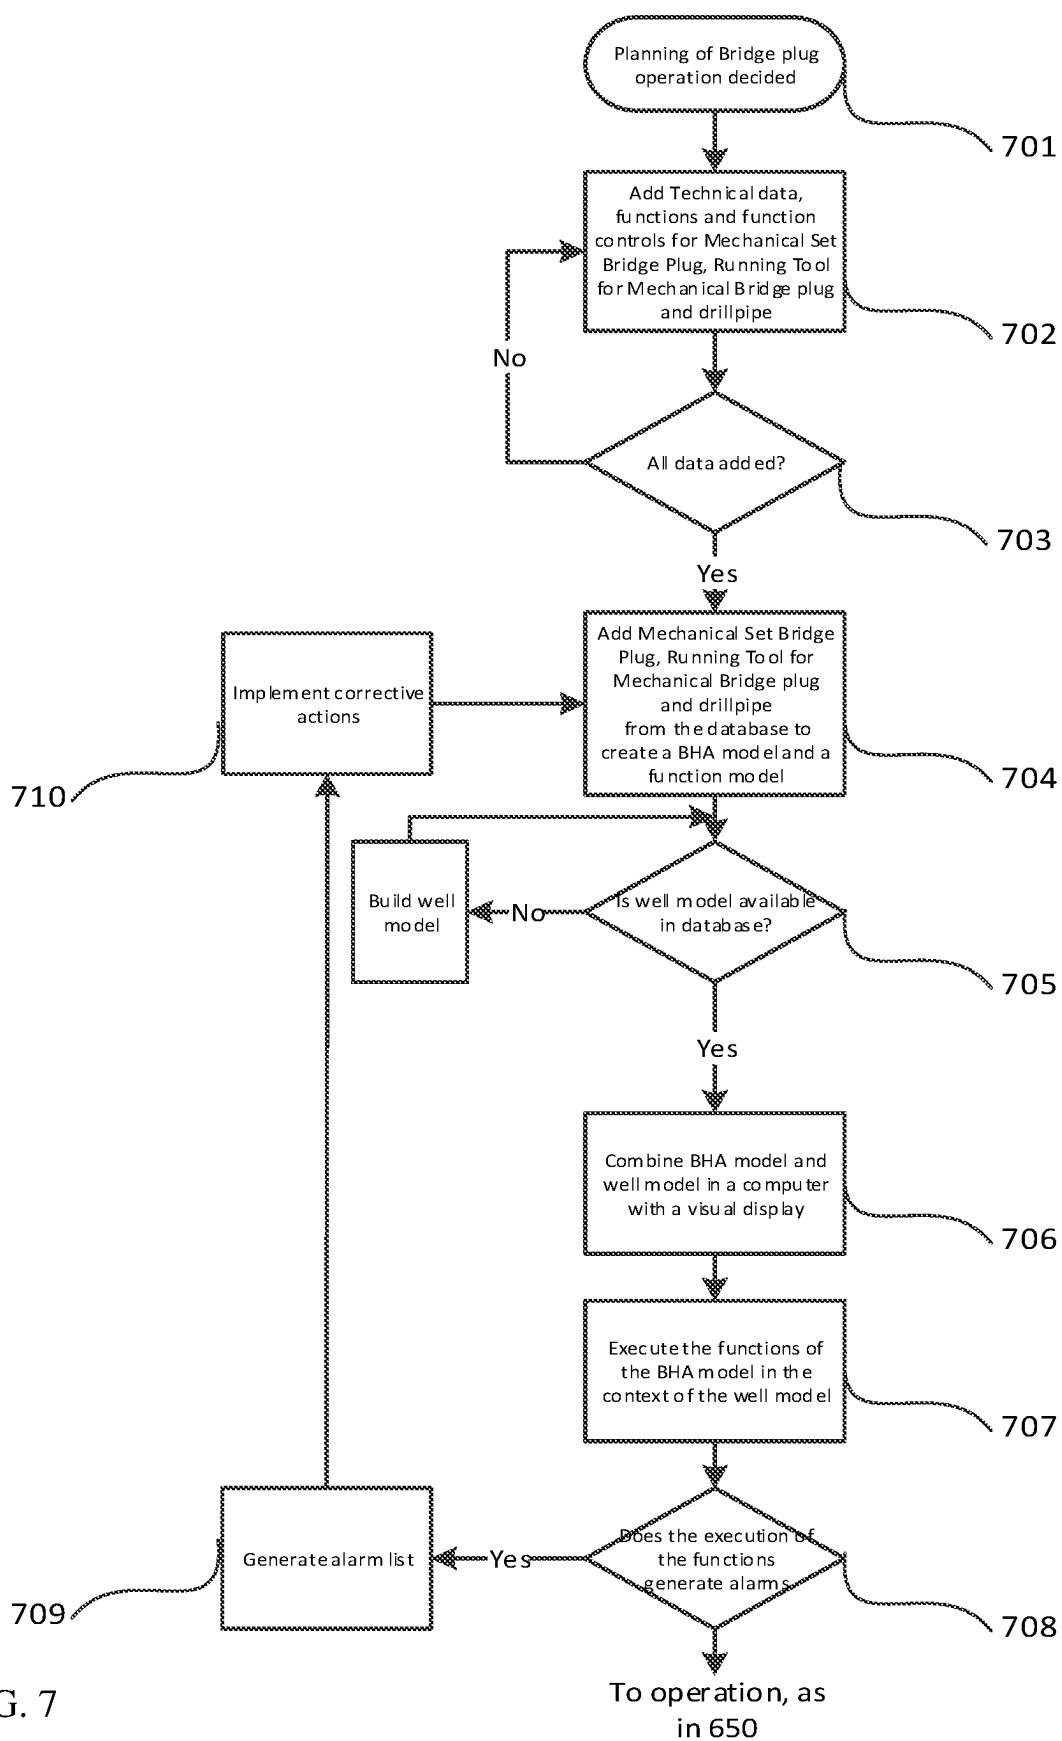 Planning of Bridge plug
operation decided
701
Add Technical data,
functions and function
controls for Mechanical Set
Bridge Plug, Running Tool
for Mechanical Bridge plug
and drillpipe
702
No
All data added?
703
Yes
Add Mechanical Set Bridge
Plug, Running Tool for
Mechanical Bridge plug
and drillpipe
from the database to
create a BHA model and a
function model
704
Implement corrective
actions
710
Build well
model
No
Is well model available
in database?
705
Yes
Combine BHA model and
well model in a computer
with a visual display
706
Execute the functions of
the BHA model in the
context of the well model
707
Does the execution of
the functions
generate alarms
708
Yes
Generate alarm list
709
To operation, as
in 650
G. 7